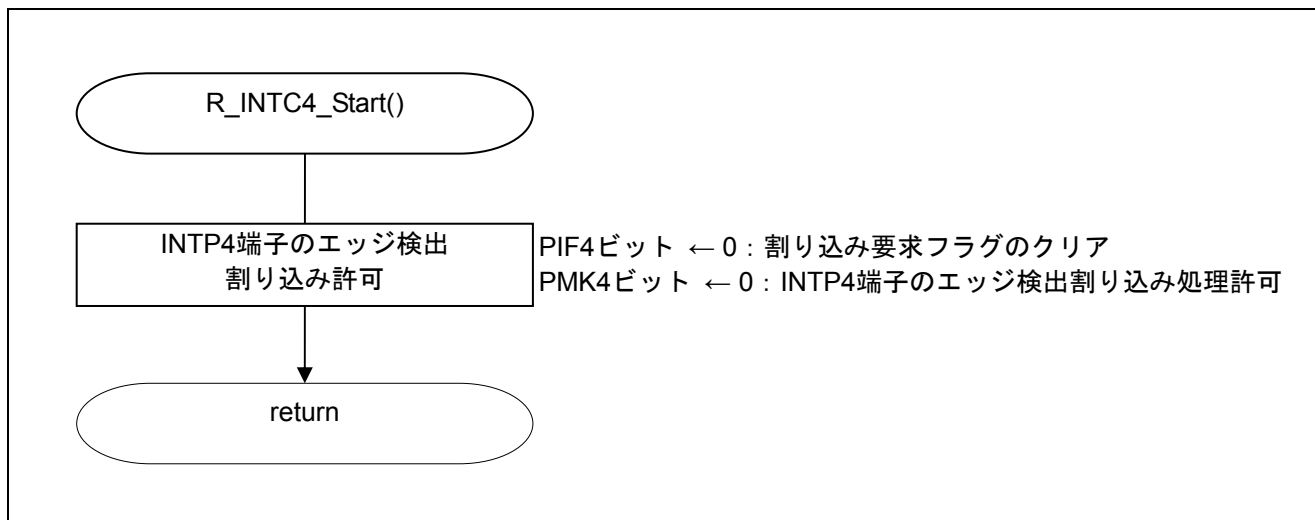 R_INTC4_Start()
INTP4端子のエッジ検出
割り込み許可
PIF4ビット ← 0：割り込み要求フラグのクリア
PMK4ビット ← 0：INTP4端子のエッジ検出割り込み処理許可
return